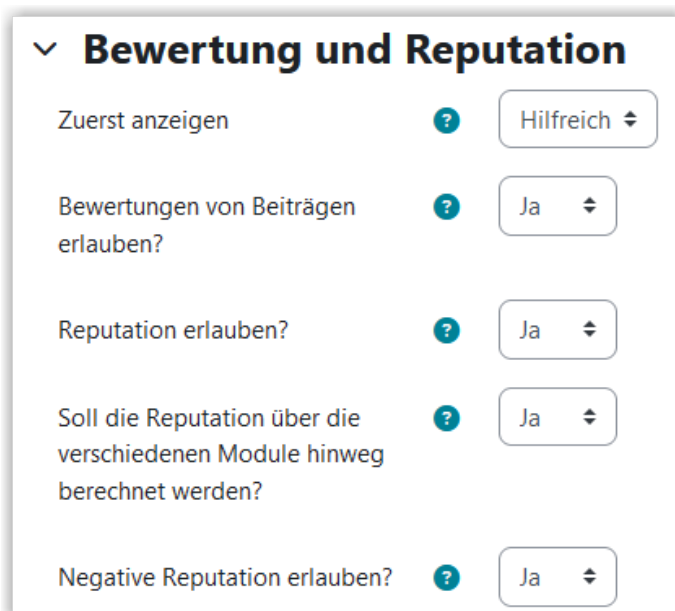 Bewertung und Reputation
Zuerst anzeigen ? Hilfreich
Bewertungen von Beiträgen ? Ja
erlauben?
Reputation erlauben? ? Ja
Soll die Reputation über die ? Ja
verschiedenen Module hinweg
berechnet werden?
Negative Reputation erlauben? ? Ja